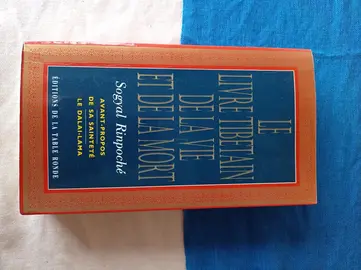 LE
LIVRE TIBÉTAIN
DE LA VIE
ET DE LA MORT
Sogyal Rinpoché
AVANT-PROPOS
DE SA SAINTETÉ
LE DALAÏ-LAMA
ÉDITIONS DE LA TABLE RONDE